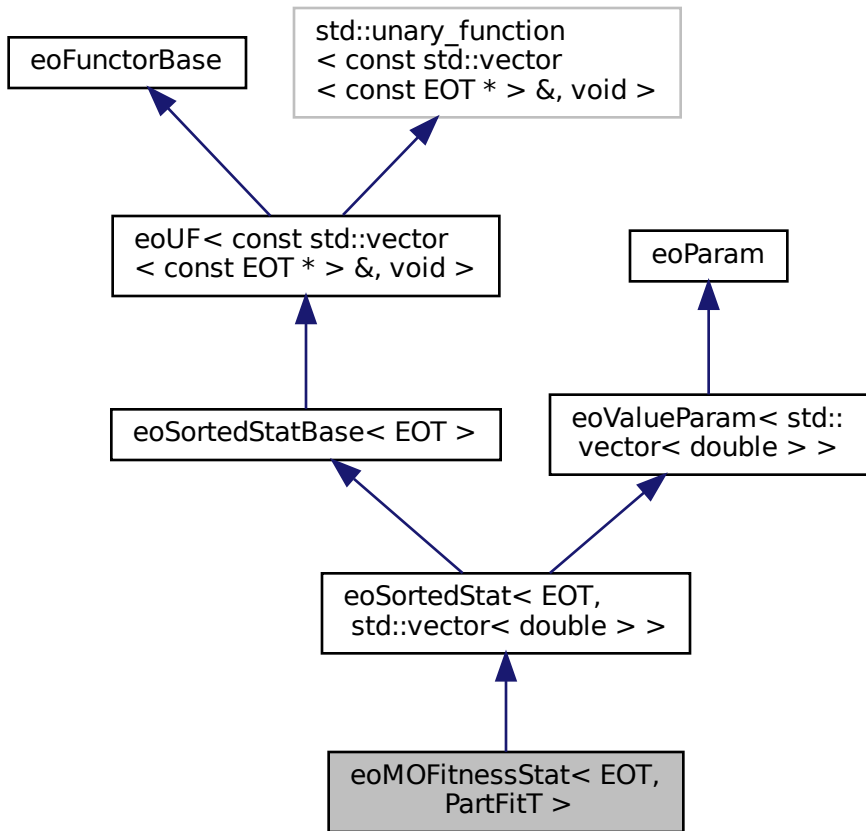 std::unary_function
< const std::vector
< const EOT * > &, void >
eoFunctorBase
eoUF< const std::vector
< const EOT * > &, void >
eoParam
eoSortedStatBase< EOT >
eoValueParam< std::
vector< double > >
eoSortedStat< EOT,
std::vector< double > >
eoMOFitnessStat< EOT,
PartFitT >